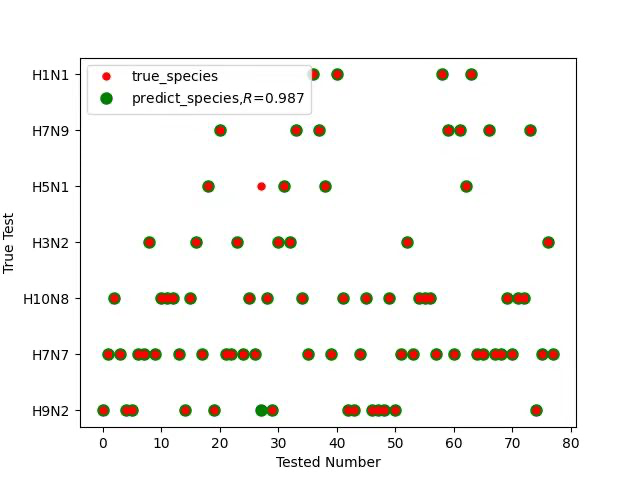 H1N1
H7N9
H5N1
H3N2
H10N8
H7N7
H9N2
True Test
true_species
predict_species,R=0.987
0 10 20 30 40 50 60 70 80
Tested Number